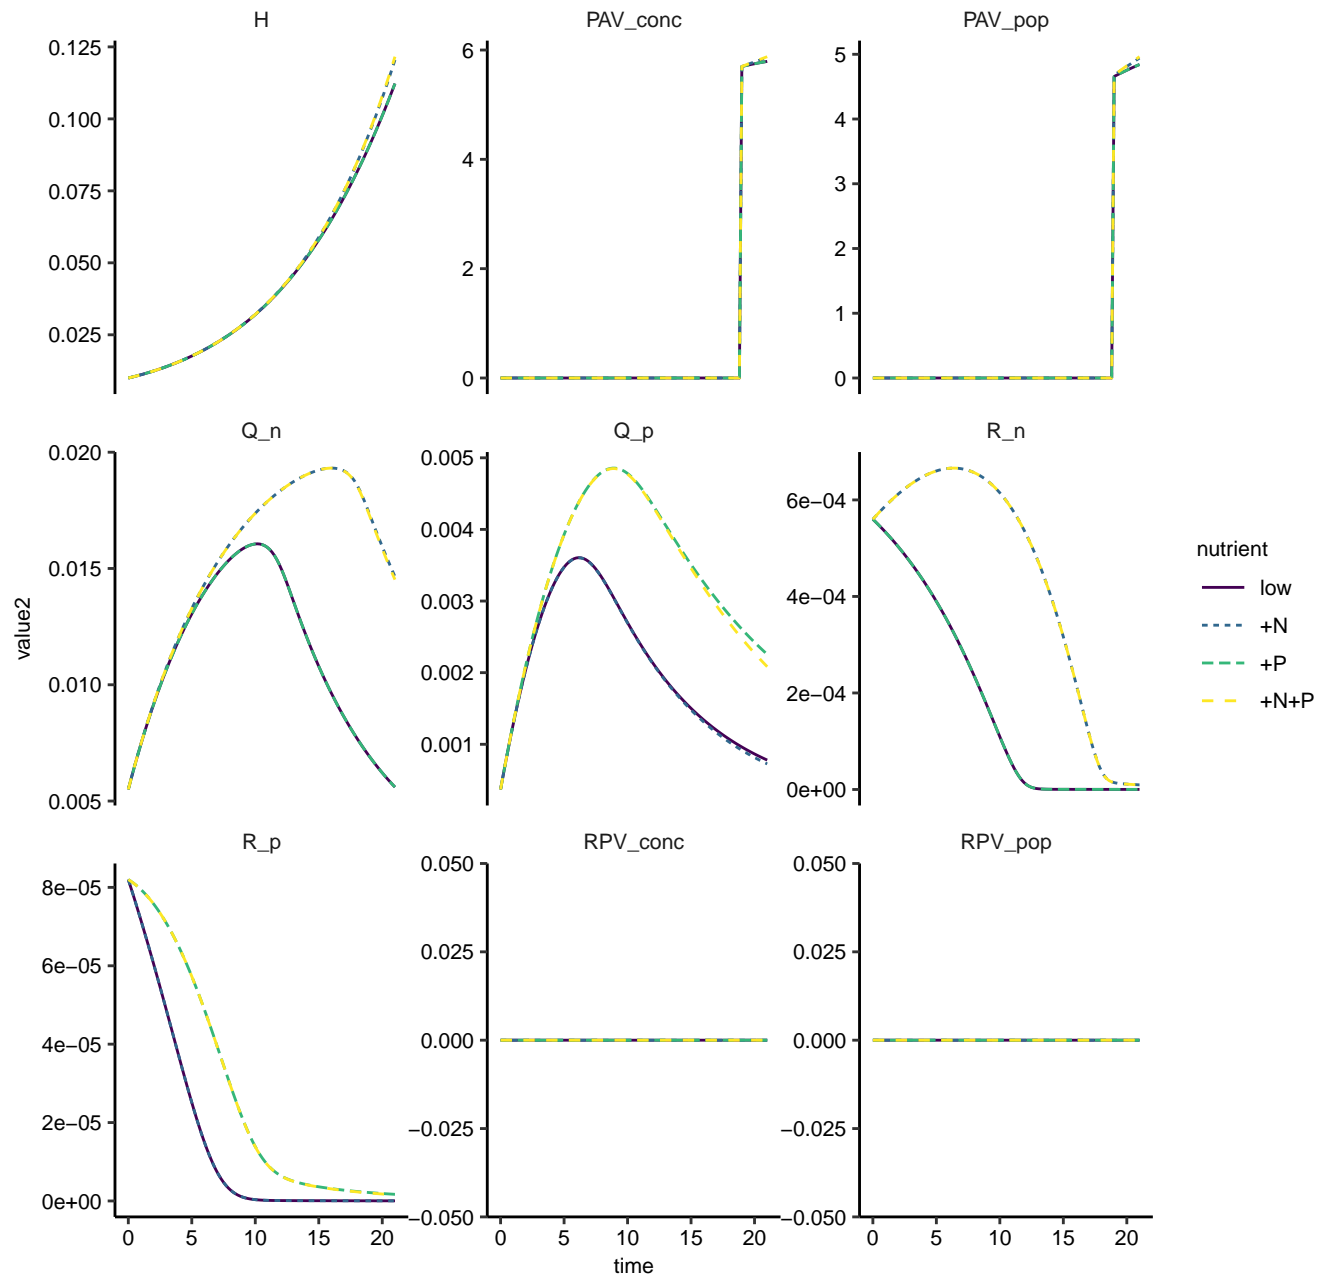 H
PAV_conc
PAV_pop
0.125
0.100
0.075
0.050
0.025
6
4
2
0
5
4
3
2
1
0
Q_n
Q_p
R_n
0.020
0.015
0.010
0.005
0.005
0.004
0.003
0.002
0.001
6e−04
4e−04
2e−04
0e+00
R_p
RPV_conc
RPV_pop
8e−05
6e−05
4e−05
2e−05
0e+00
0.050
0.025
0.000
−0.025
−0.050
0.050
0.025
0.000
−0.025
−0.050
0 5 10 15 20
0 5 10 15 20
0 5 10 15 20
time
value2
nutrient
low
+N
+P
+N+P